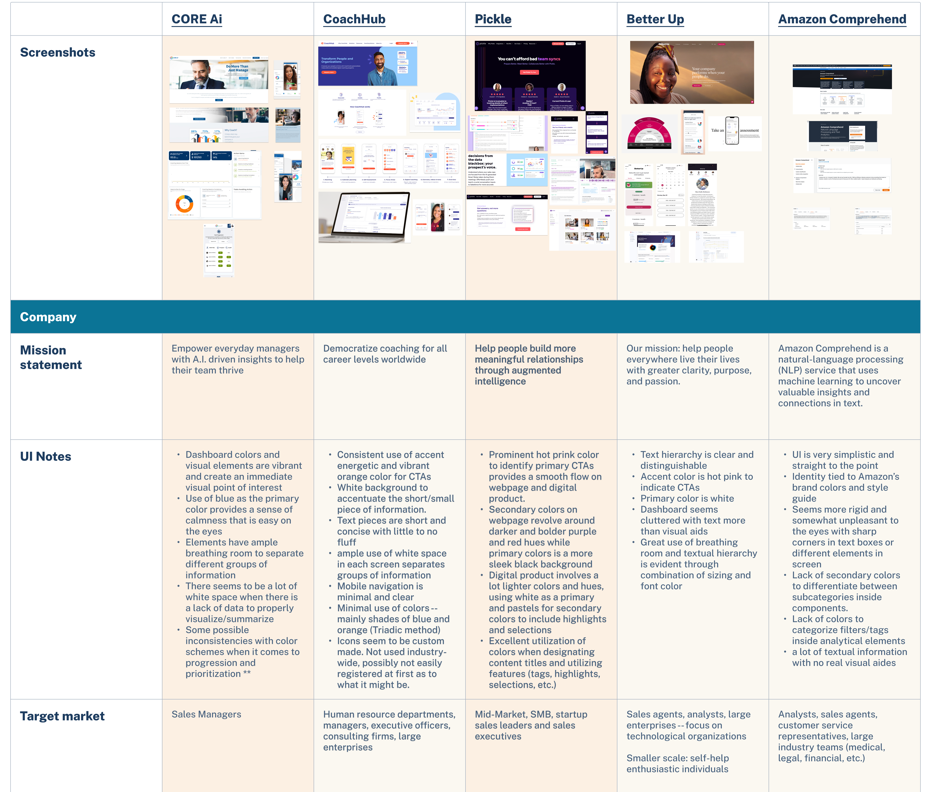 CORE Ai
CoachHub
Pickle
Better Up
Amazon Comprehend
Screenshots
You can't afford bad team syncs
Company
Mission
statement
Empower everyday managers
with A.I. driven insights to help
their team thrive
Democratize coaching for all
career levels worldwide
Help people build more
meaningful relationships
through augmented
intelligence
Our mission: help people
everywhere live their lives
with greater clarity, purpose,
and passion.
Amazon Comprehend is a
natural-language processing
(NLP) service that uses
machine learning to uncover
valuable insights and
connections in text.
UI Notes
• Dashboard colors and
visual elements are vibrant
and create an immediate
visual point of interest
• Use of blue as the primary
color provides a sense of
calmness that is easy on
the eyes
• Elements have ample
breathing room to separate
different groups of
information
• There seems to be a lot of
white space when there is
a lack of data to properly
visualize/summarize
• Some possible
inconsistencies with color
schemes when it comes to
progression and
prioritization **
• Consistent use of accent
energetic and vibrant
orange color for CTAs
• White background to
accentuate the short/small
piece of information.
• Text pieces are short and
concise with little to no
fluff
• ample use of white space
in each screen separates
groups of information
• Mobile navigation is
minimal and clear
• Minimal use of colors --
mainly shades of blue and
orange (Triadic method)
• Icons seem to be custom
made. Not used industry-
wide, possibly not easily
registered at first as to
what it might be.
• Prominent hot prink color
to identify primary CTAs
provides a smooth flow on
webpage and digital
product.
• Secondary colors on
webpage revolve around
darker and bolder purple
and red hues while
primary colors is a more
sleek black background
• Digital product involves a
lot lighter colors and hues,
using white as a primary
and pastels for secondary
colors to include highlights
and selections
• Excellent utilization of
colors when designating
content titles and utilizing
features (tags, highlights,
selections, etc.)
• Text hierarchy is clear and
distinguishable
• Accent color is hot pink to
indicate CTAs
• Primary color is white
• Dashboard seems
cluttered with text more
than visual aids
• Great use of breathing
room and textual hierarchy
is evident through
combination of sizing and
font color
• UI is very simplistic and
straight to the point
• Identity tied to Amazon's
brand colors and style
guide
• Seems more rigid and
somewhat unpleasant to
the eyes with sharp
corners in text boxes or
different elements in
screen
• Lack of secondary colors
to differentiate between
subcategories inside
components.
• Lack of colors to
categorize filters/tags
inside analytical elements
• a lot of textual information
with no real visual aides
Target market
Sales Managers
Human resource departments,
managers, executive officers,
consulting firms, large
enterprises
Mid-Market, SMB, startup
sales leaders and sales
executives
Sales agents, analysts, large
enterprises -- focus on
technological organizations
Smaller scale: self-help
enthusiastic individuals
Analysts, sales agents,
customer service
representatives, large
industry teams (medical,
legal, financial, etc.)